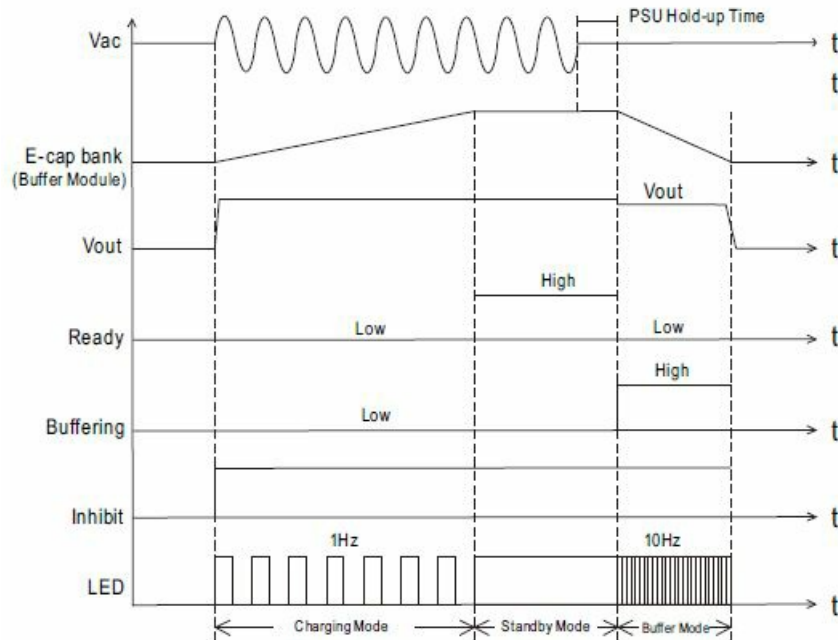 PSU Hold-up Time
Vac
t
t
E-cap bank
(Buffer Module)
t
Vout
Vout
t
High
Ready
Low
Low
t
High
Buffering
Low
t
Inhibit
t
1Hz
10Hz
LED
t
Charging Mode
Standby Mode
Buffer Mode